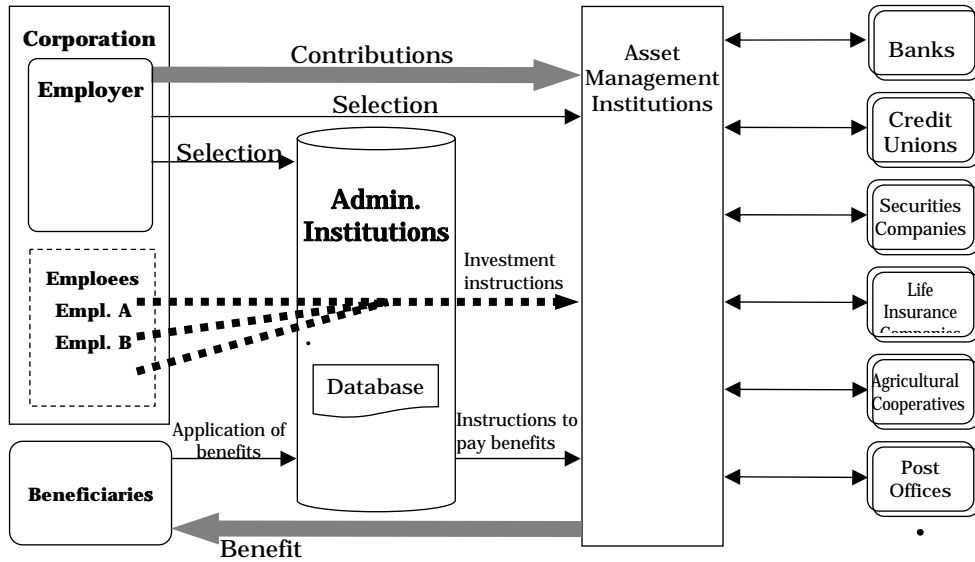 Corporation
Employer
Contributions
Selection
Selection
Admin.
Institutions
Asset
Management
Institutions
Emploees
Empl. A
Empl. B
Investment
instructions
Database
Application of
benefits
Instructions to
pay benefits
Beneficiaries
Benefit
Banks
Credit
Unions
Securities
Companies
Life
Insurance
Companies
Agricultural
Cooperatives
Post
Offices